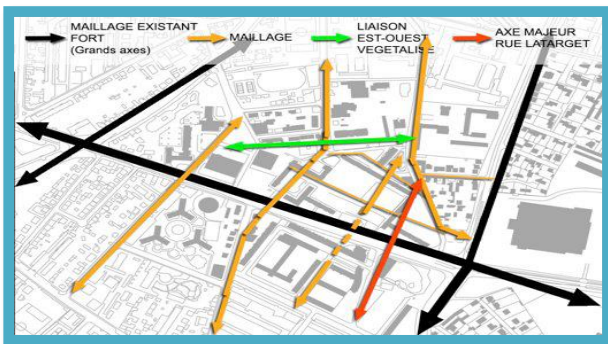 MAILLAGE EXISTANT
FORT
(Grands axes)
MAILLAGE
LIAISON
EST-OUEST
VEGETALISE
AXE MAJEUR
RUE LATARGET